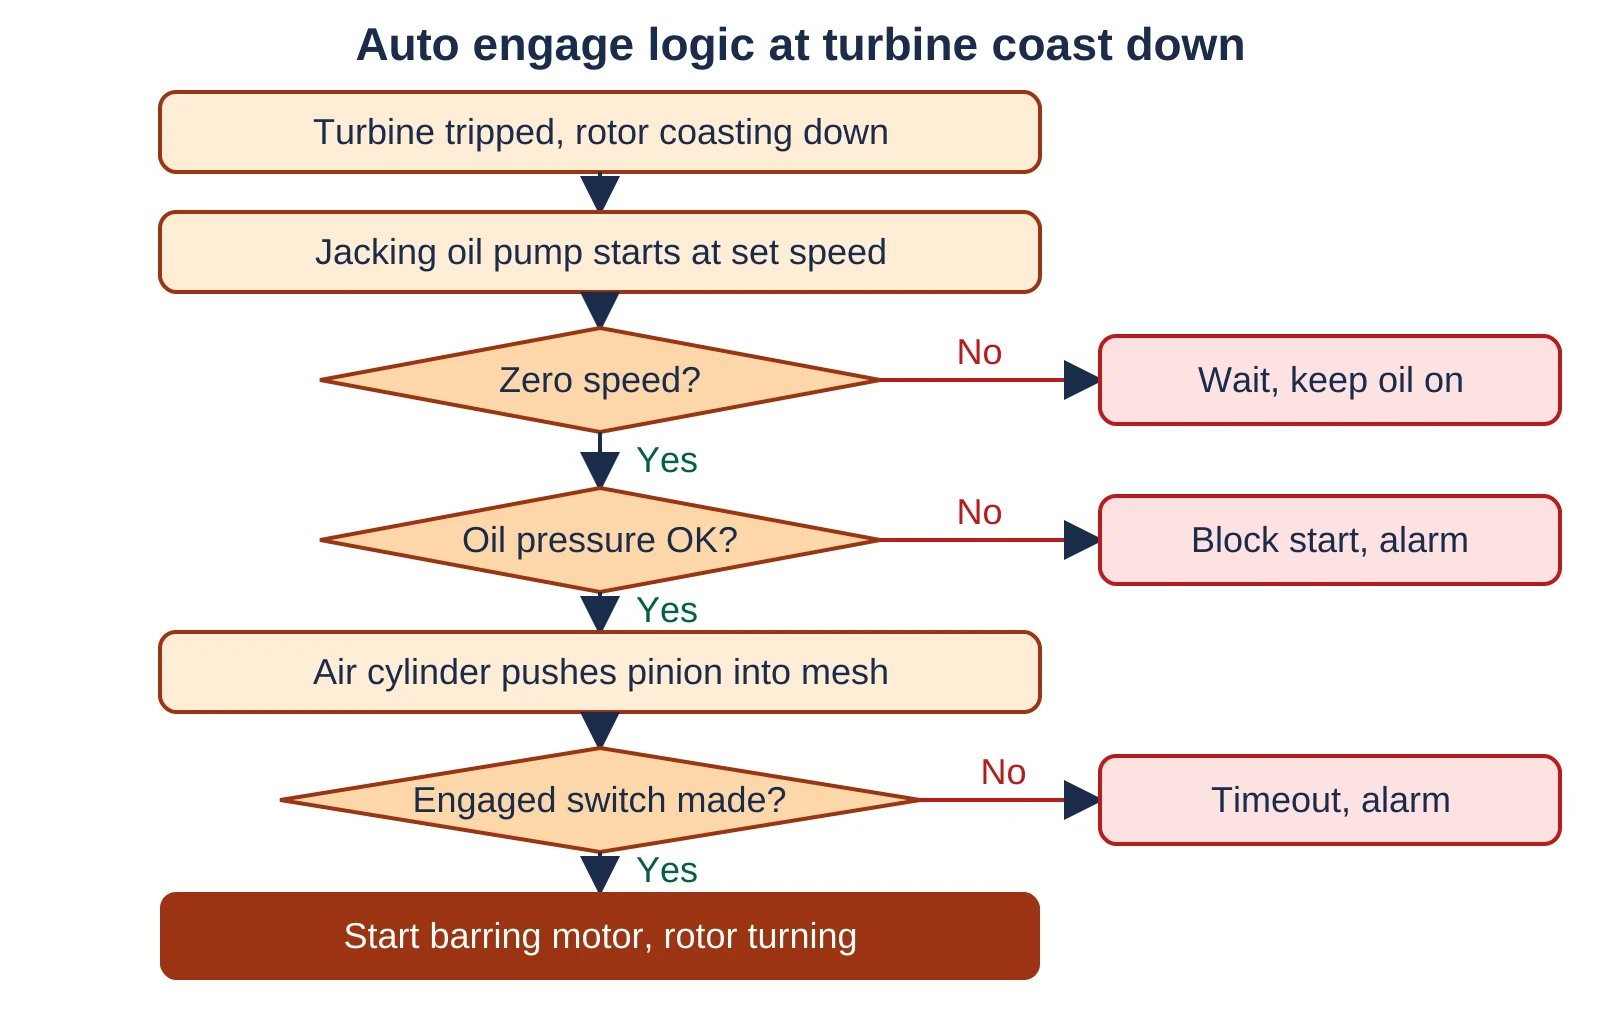 Auto engage logic at turbine coast down
Turbine tripped, rotor coasting down
Jacking oil pump starts at set speed
Zero speed?
No
Wait, keep oil on
Yes
Oil pressure OK?
No
Block start, alarm
Yes
Air cylinder pushes pinion into mesh
Engaged switch made?
No
Timeout, alarm
Yes
Start barring motor, rotor turning